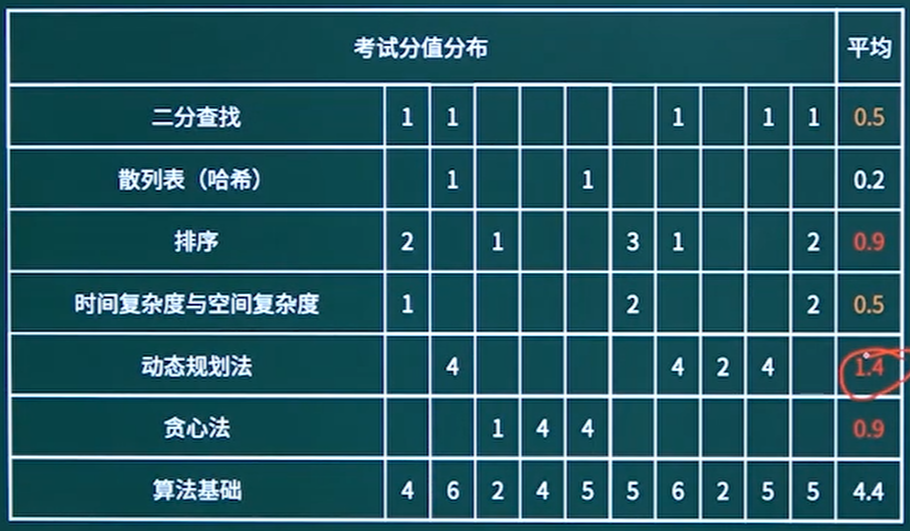 考试分值分布 平均
二分查找 1 1 1 1 1 0.5
散列表（哈希） 1 1 0.2
排序 2 1 3 1 2 0.9
时间复杂度与空间复杂度 1 2 2 0.5
动态规划法 4 4 2 4 1.4
贪心法 1 4 4 0.9
算法基础 4 6 2 4 5 5 6 2 5 5 4.4